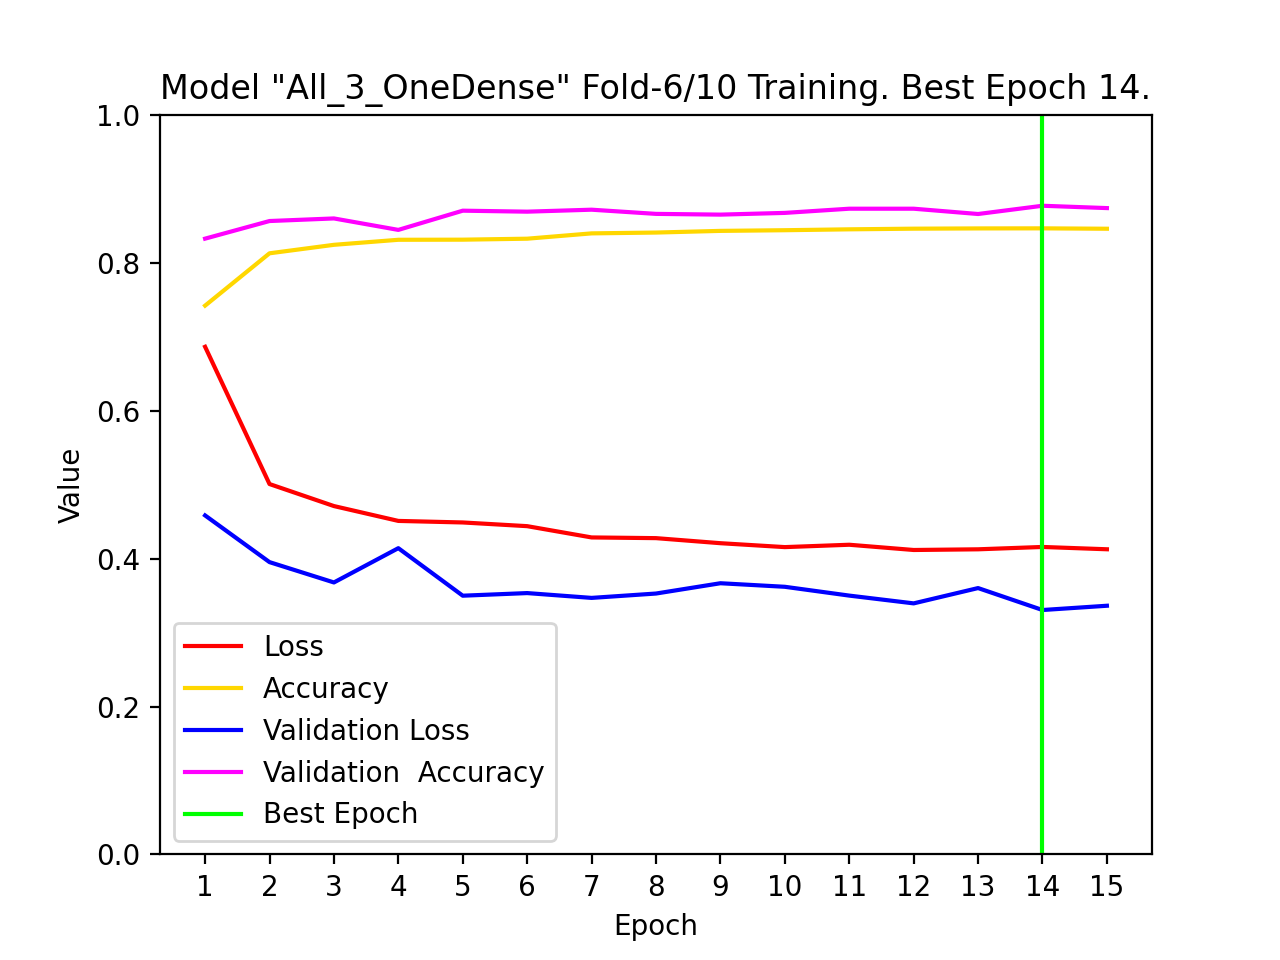 Model "All_3_OneDense" Fold-6/10 Training. Best Epoch 14.
1.0
0.8
0.6
0.4
0.2
0.0
Value
Loss
Accuracy
Validation Loss
Validation  Accuracy
Best Epoch
1 2 3 4 5 6 7 8 9 10 11 12 13 14 15
Epoch